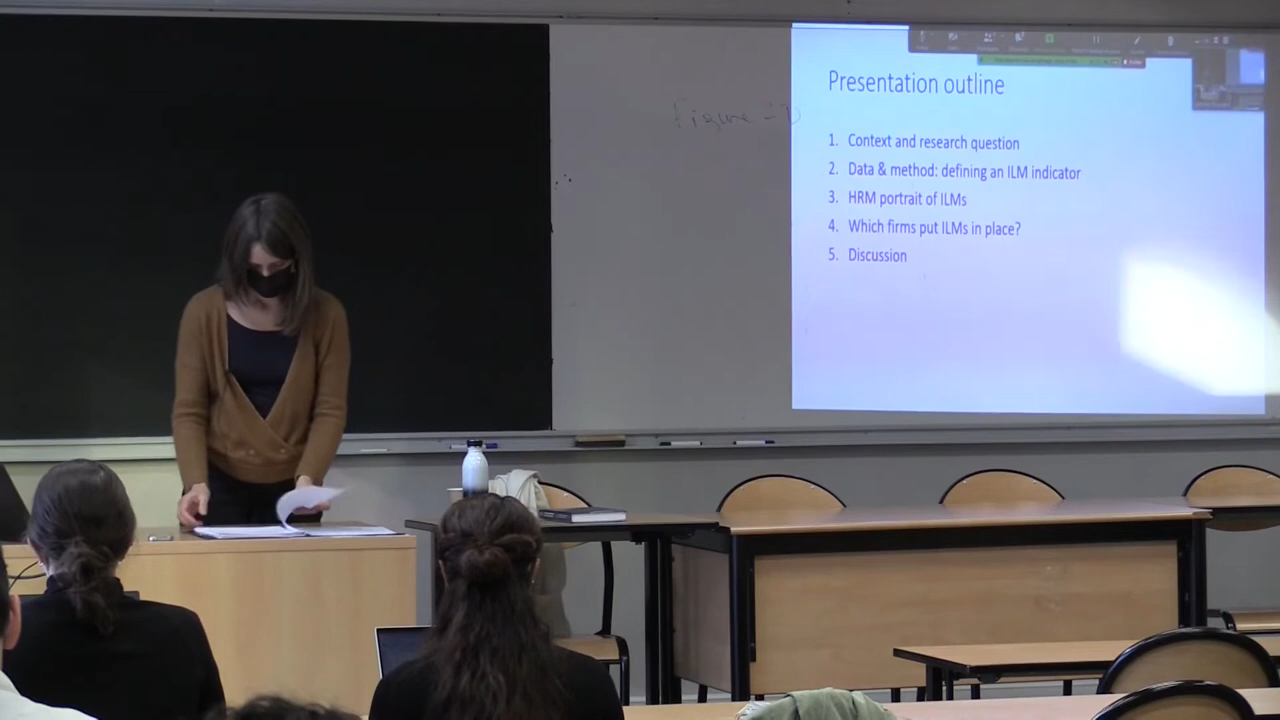 Presentation outline
1. Context and research question
2. Data & method: defining an ILM indicator
3. HRM portrait of ILMs
4. Which firms put ILMs in place?
5. Discussion
Figure